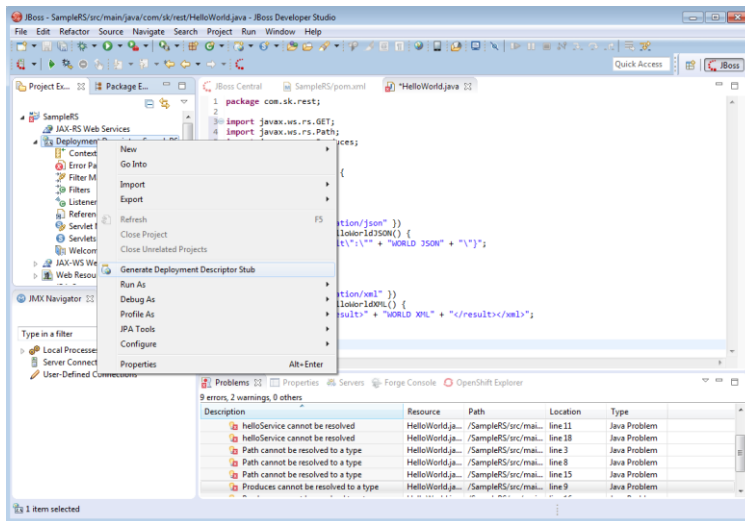 JBoss - SampleRS/src/main/java/com/sk/rest/HelloWorld.java - JBoss Developer Studio
File Edit Refactor Source Navigate Search Project Run Window Help
Quick Access
JBoss
Project Ex...
Package E...
JBoss Central
SampleRS/pom.xml
*HelloWorld.java
SampleRS
JAX-RS Web Services
Deployment Descriptor: SampleRS
Context
Error Pa
Filter M
Filters
Listener
Referen
Servlet
Servlets
Welcom
JAX-WS We
Web Resou
1 package com.sk.rest;
2
3 import javax.ws.rs.GET;
4 import javax.ws.rs.Path;
uces;
{
ation/json" })
lloWorldJSON() {
lt\":\"" + "WORLD JSON" + "\"}";
ation/xml" })
lloWorldXML() {
esult>" + "WORLD XML" + "</result></xml>";
New
Go Into
Import
Export
Refresh F5
Close Project
Close Unrelated Projects
Generate Deployment Descriptor Stub
Run As
Debug As
Profile As
JPA Tools
Configure
Properties Alt+Enter
JMX Navigator
Type in a filter
Local Processe
Server Connect
User-Defined Connections
Problems
Properties
Servers
Forge Console
OpenShift Explorer
9 errors, 2 warnings, 0 others
Description Resource Path Location Type
helloService cannot be resolved HelloWorld.ja... /SampleRS/src/mai... line 11 Java Problem
helloService cannot be resolved HelloWorld.ja... /SampleRS/src/mai... line 18 Java Problem
Path cannot be resolved to a type HelloWorld.ja... /SampleRS/src/mai... line 3 Java Problem
Path cannot be resolved to a type HelloWorld.ja... /SampleRS/src/mai... line 8 Java Problem
Path cannot be resolved to a type HelloWorld.ja... /SampleRS/src/mai... line 15 Java Problem
Produces cannot be resolved to a type HelloWorld.ja... /SampleRS/src/mai... line 9 Java Problem
1 item selected